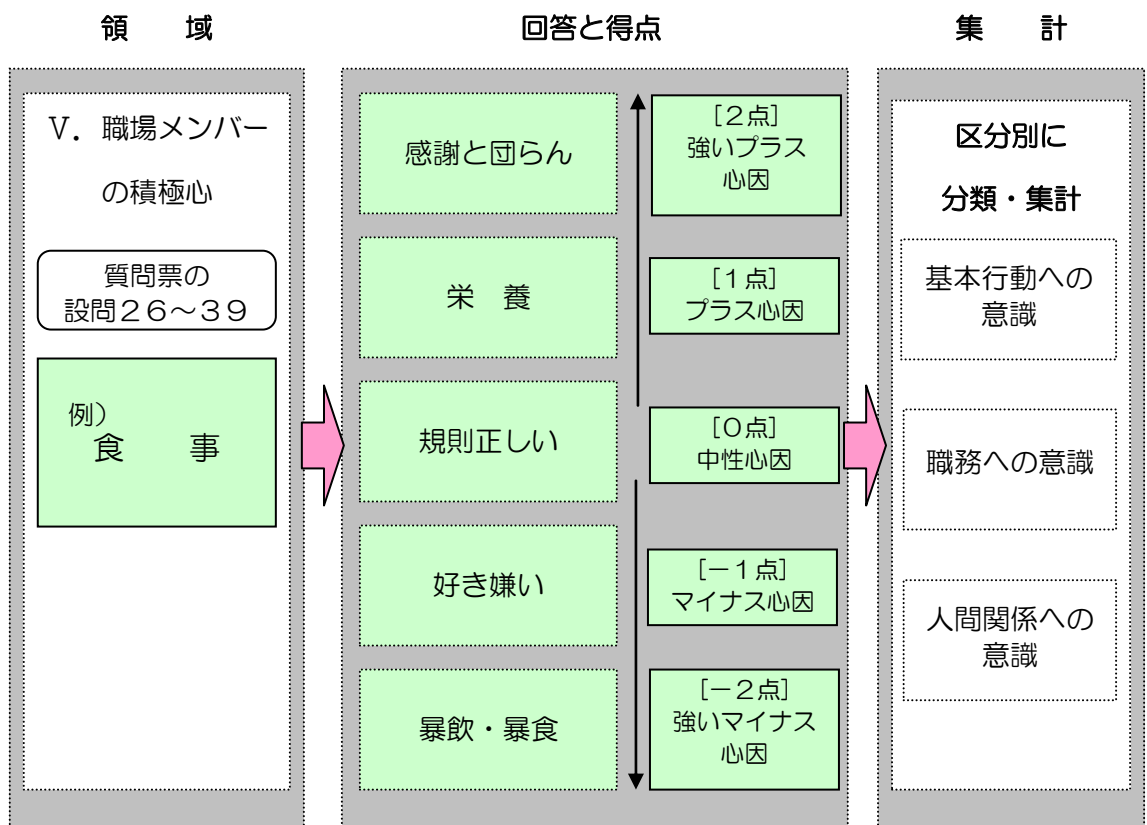 領　域
回答と得点
集　計
Ⅴ．職場メンバー
の積極心
質問票の
設問２６～３９
例）
食　事
感謝と団らん
栄　養
規則正しい
好き嫌い
暴飲・暴食
［２点］
強いプラス
心因
［１点］
プラス心因
［０点］
中性心因
［－１点］
マイナス心因
［－２点］
強いマイナス
心因
区分別に
分類・集計
基本行動への
意識
職務への意識
人間関係への
意識